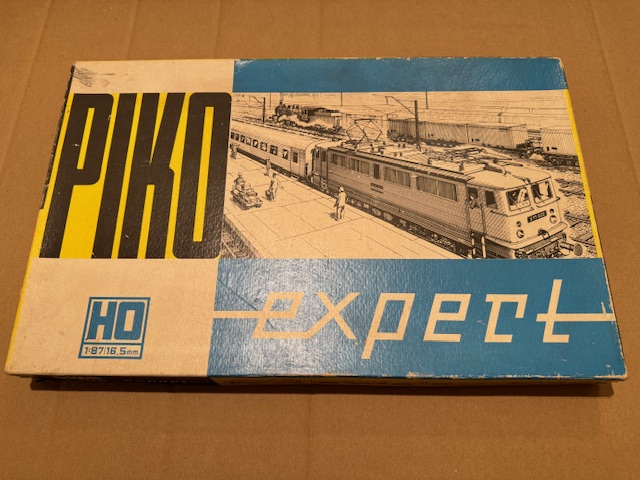 PIKO
expert
HO
1:87/16,5mm